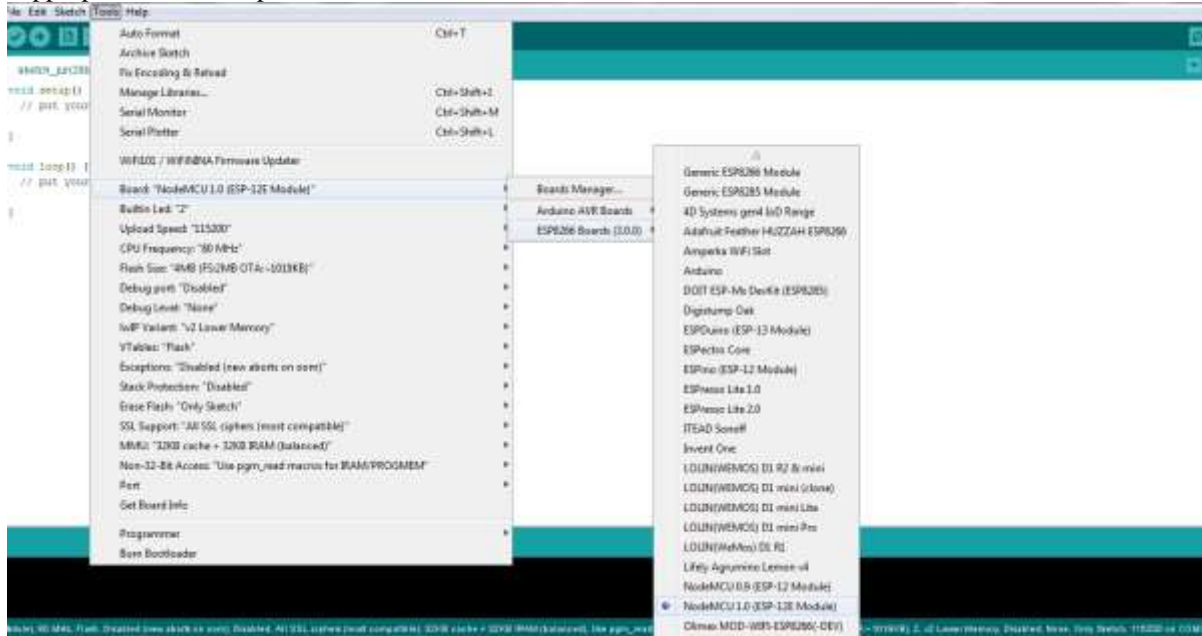 File Edit Sketch Tools Help
Auto Format Ctrl+T
Archive Sketch
Fix Encoding & Reload
Manage Libraries... Ctrl+Shift+I
Serial Monitor Ctrl+Shift+M
Serial Plotter Ctrl+Shift+L
WiFi101 / WiFiNINA Firmware Updater
Board: "NodeMCU 1.0 (ESP-12E Module)"
Builtin Led: "2"
Upload Speed: "115200"
CPU Frequency: "80 MHz"
Flash Size: "4MB (FS:2MB OTA:~1019KB)"
Debug port: "Disabled"
Debug Level: "None"
lwIP Variant: "v2 Lower Memory"
VTables: "Flash"
Exceptions: "Disabled (new aborts on oom)"
Stack Protection: "Disabled"
Erase Flash: "Only Sketch"
SSL Support: "All SSL ciphers (most compatible)"
MMU: "32KB cache + 32KB IRAM (balanced)"
Non-32-Bit Access: "Use pgm_read macros for IRAM/PROGMEM"
Port
Get Board Info
Programmer
Burn Bootloader
void setup() 
// put your
}
void loop() {
// put your
}
Boards Manager...
Arduino AVR Boards
ESP8266 Boards (3.0.0)
Generic ESP8266 Module
Generic ESP8285 Module
4D Systems gen4 IoD Range
Adafruit Feather HUZZAH ESP8266
Amperka WiFi Slot
Arduino
DOIT ESP-Mx DevKit (ESP8285)
Digistump Oak
ESPDuino (ESP-13 Module)
ESPectro Core
ESPino (ESP-12 Module)
ESPresso Lite 1.0
ESPresso Lite 2.0
ITEAD Sonoff
Invent One
LOLIN(WEMOS) D1 R2 & mini
LOLIN(WEMOS) D1 mini (clone)
LOLIN(WEMOS) D1 mini Lite
LOLIN(WEMOS) D1 mini Pro
LOLIN(WeMos) D1 R1
Lifely Agrumino Lemon v4
NodeMCU 0.9 (ESP-12 Module)
NodeMCU 1.0 (ESP-12E Module)
Olimex MOD-WIFI-ESP8266(-DEV)